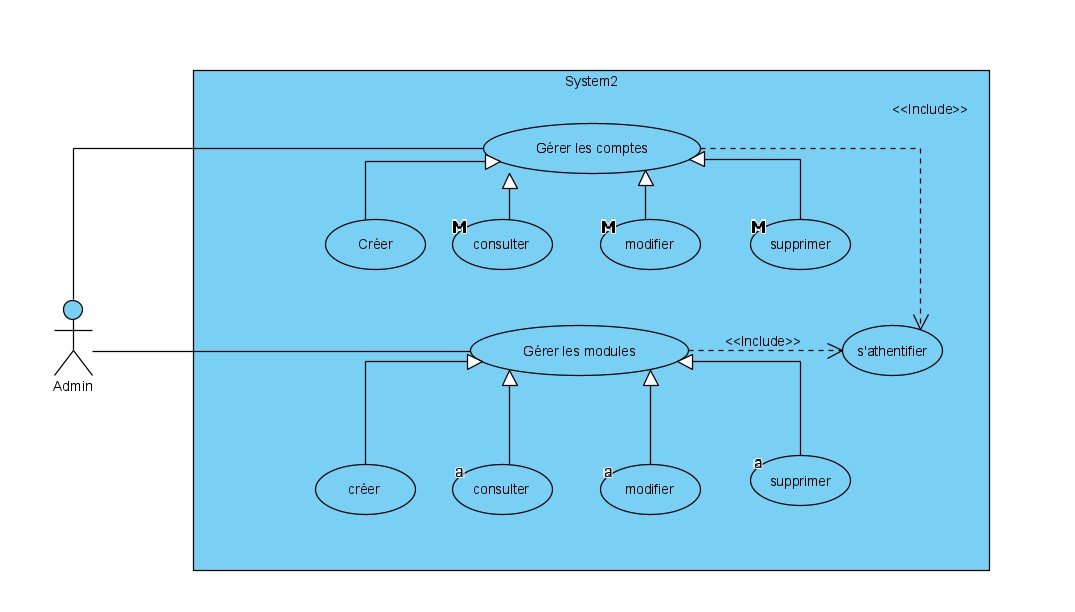 System2
<<Include>>
Gérer les comptes
Créer
M
consulter
M
modifier
M
supprimer
Gérer les modules
<<Include>>
s'athentifier
Admin
créer
a
consulter
a
modifier
a
supprimer